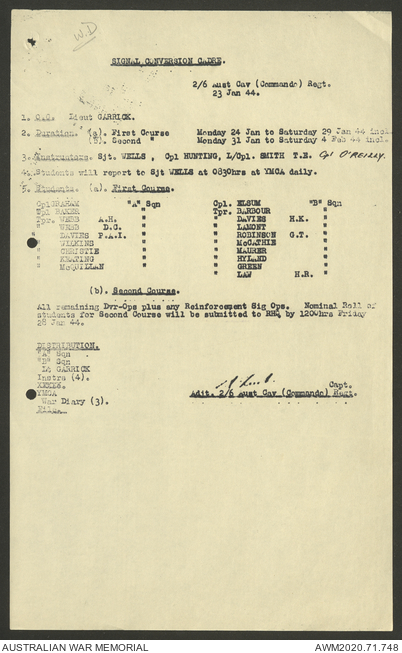 W.D
SIGNAL CONVERSION CADRE.
2/6 Aust Cav (Commando) Regt.
23 Jan 44.
1. O.C. Lieut GARRICK.
2. Duration. (a). First Course Monday 24 Jan to Saturday 29 Jan 44 incl.
(b). Second " Monday 31 Jan to Saturday 4 Feb 44 incl.
3. Instructors. Sjt. WELLS, Cpl HUNTING, L/Cpl. SMITH T.E. Cpl O'REILLY.
4. Students will report to Sjt WELLS at 0830hrs at YMCA daily.
5. Students. (a). First Course.
Cpl GRAHAM "A" Sqn Cpl. ELSUM "B" Sqn
BAKER " Tpr. BARBOUR "
Tpr. WEBB A.H. " " DAVIES H.K. "
" WEBB D.C. " " LAMONT "
" DAVIES P.A.I. " " ROBINSON G.T. "
" WILKINS " " McCATHIE "
" CHRISTIE " " MAURER "
" KEATING " " HYLAND "
" McQUILLAN " " GREEN "
" LAW H.R. "
(b). Second Course.
All remaining Dvr-Ops plus any Reinforcement Sig Ops. Nominal Roll of
students for Second Course will be submitted to RHQ by 1200hrs Friday
28 Jan 44.
DISTRIBUTION.
"A" Sqn
"B" Sqn
Lt GARRICK
Instrs (4).
YMCA
War Diary (3).
File.
Capt.
Adjt. 2/6 Aust Cav (Commando) Regt.
AUSTRALIAN WAR MEMORIAL
AWM2020.71.748